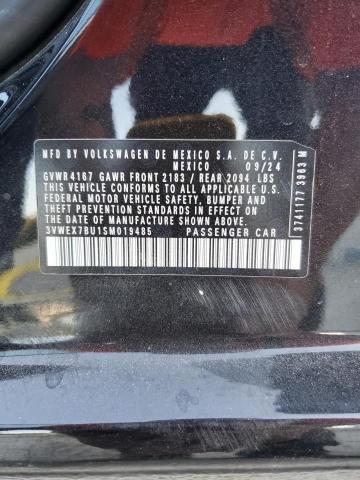 MFD BY VOLKSWAGEN DE MEXICO S.A. DE C.V.
MEXICO 09/24
GVWR 4167 GAWR FRONT 2183 / REAR 2094 LBS
THIS VEHICLE CONFORMS TO ALL APPLICABLE U.S.
FEDERAL MOTOR VEHICLE SAFETY, BUMPER AND
THEFT PREVENTION STANDARDS IN EFFECT ON THE
DATE OF MANUFACTURE SHOWN ABOVE.
3VWEX7BU1SM019485 PASSENGER CAR
3741177 3963 M